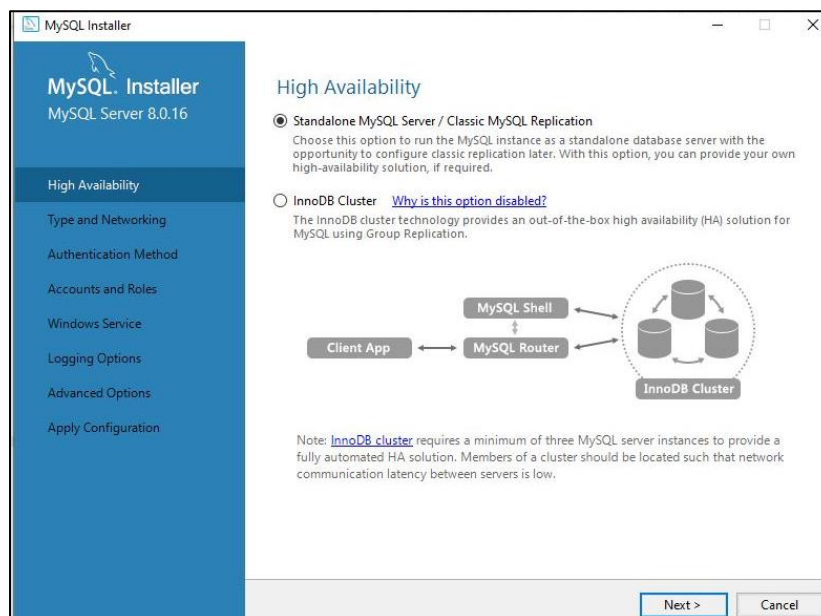 MySQL Installer
MySQL. Installer
MySQL Server 8.0.16
High Availability
Type and Networking
Authentication Method
Accounts and Roles
Windows Service
Logging Options
Advanced Options
Apply Configuration
High Availability
Standalone MySQL Server / Classic MySQL Replication
Choose this option to run the MySQL instance as a standalone database server with the
opportunity to configure classic replication later. With this option, you can provide your own
high-availability solution, if required.
InnoDB Cluster Why is this option disabled?
The InnoDB cluster technology provides an out-of-the-box high availability (HA) solution for
MySQL using Group Replication.
MySQL Shell
Client App
MySQL Router
InnoDB Cluster
Note: InnoDB cluster requires a minimum of three MySQL server instances to provide a
fully automated HA solution. Members of a cluster should be located such that network
communication latency between servers is low.
Next >
Cancel